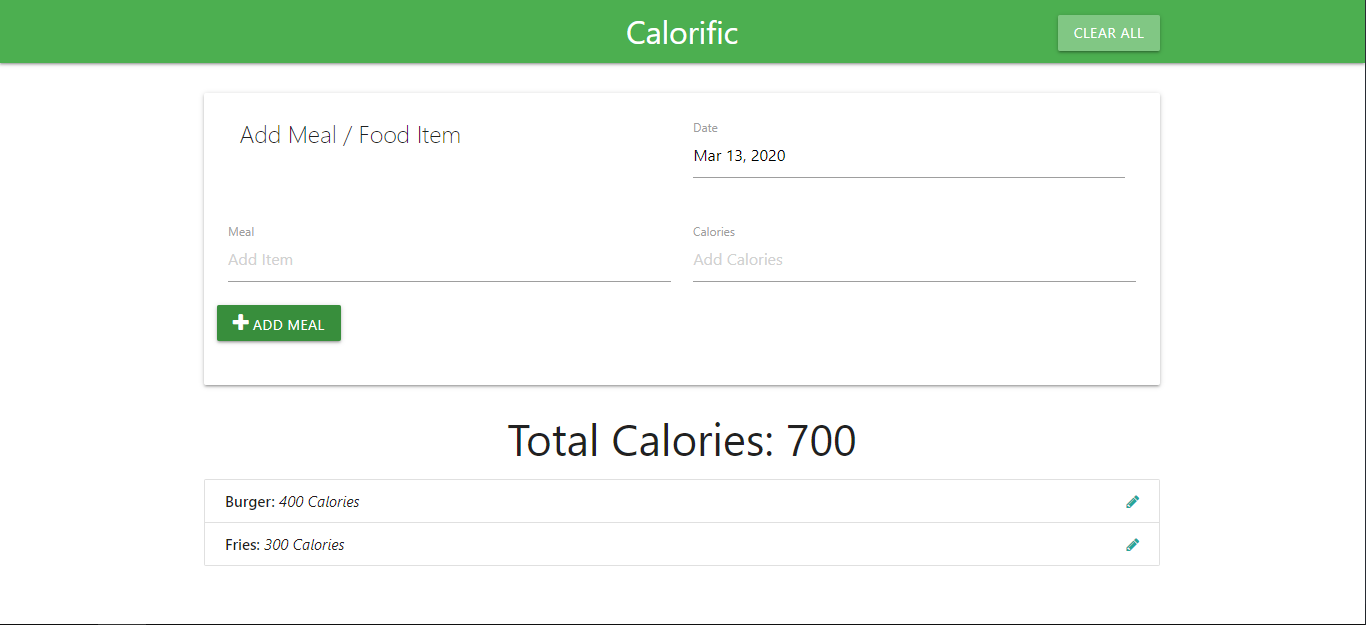 Calorific
CLEAR ALL
Add Meal / Food Item
Date
Mar 13, 2020
Meal
Add Item
Calories
Add Calories
ADD MEAL
Total Calories: 700
Burger: 400 Calories
Fries: 300 Calories